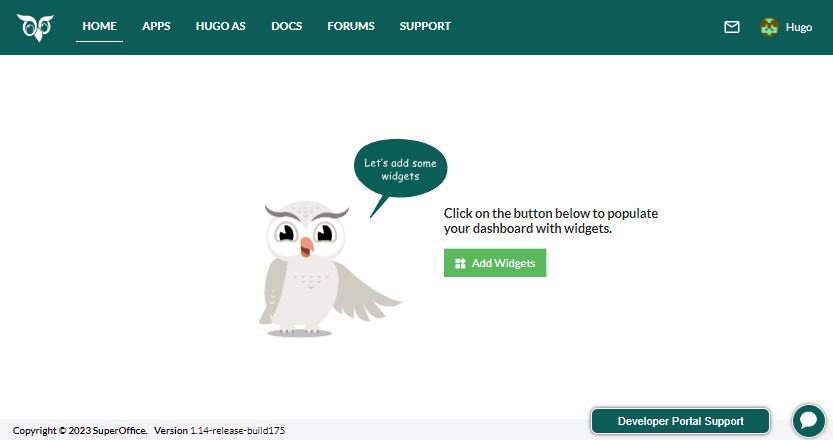 HOME APPS HUGO AS DOCS FORUMS SUPPORT Hugo
Let's add some
widgets
Click on the button below to populate
your dashboard with widgets.
Add Widgets
Developer Portal Support
Copyright © 2023 SuperOffice. Version 1.14-release-build175